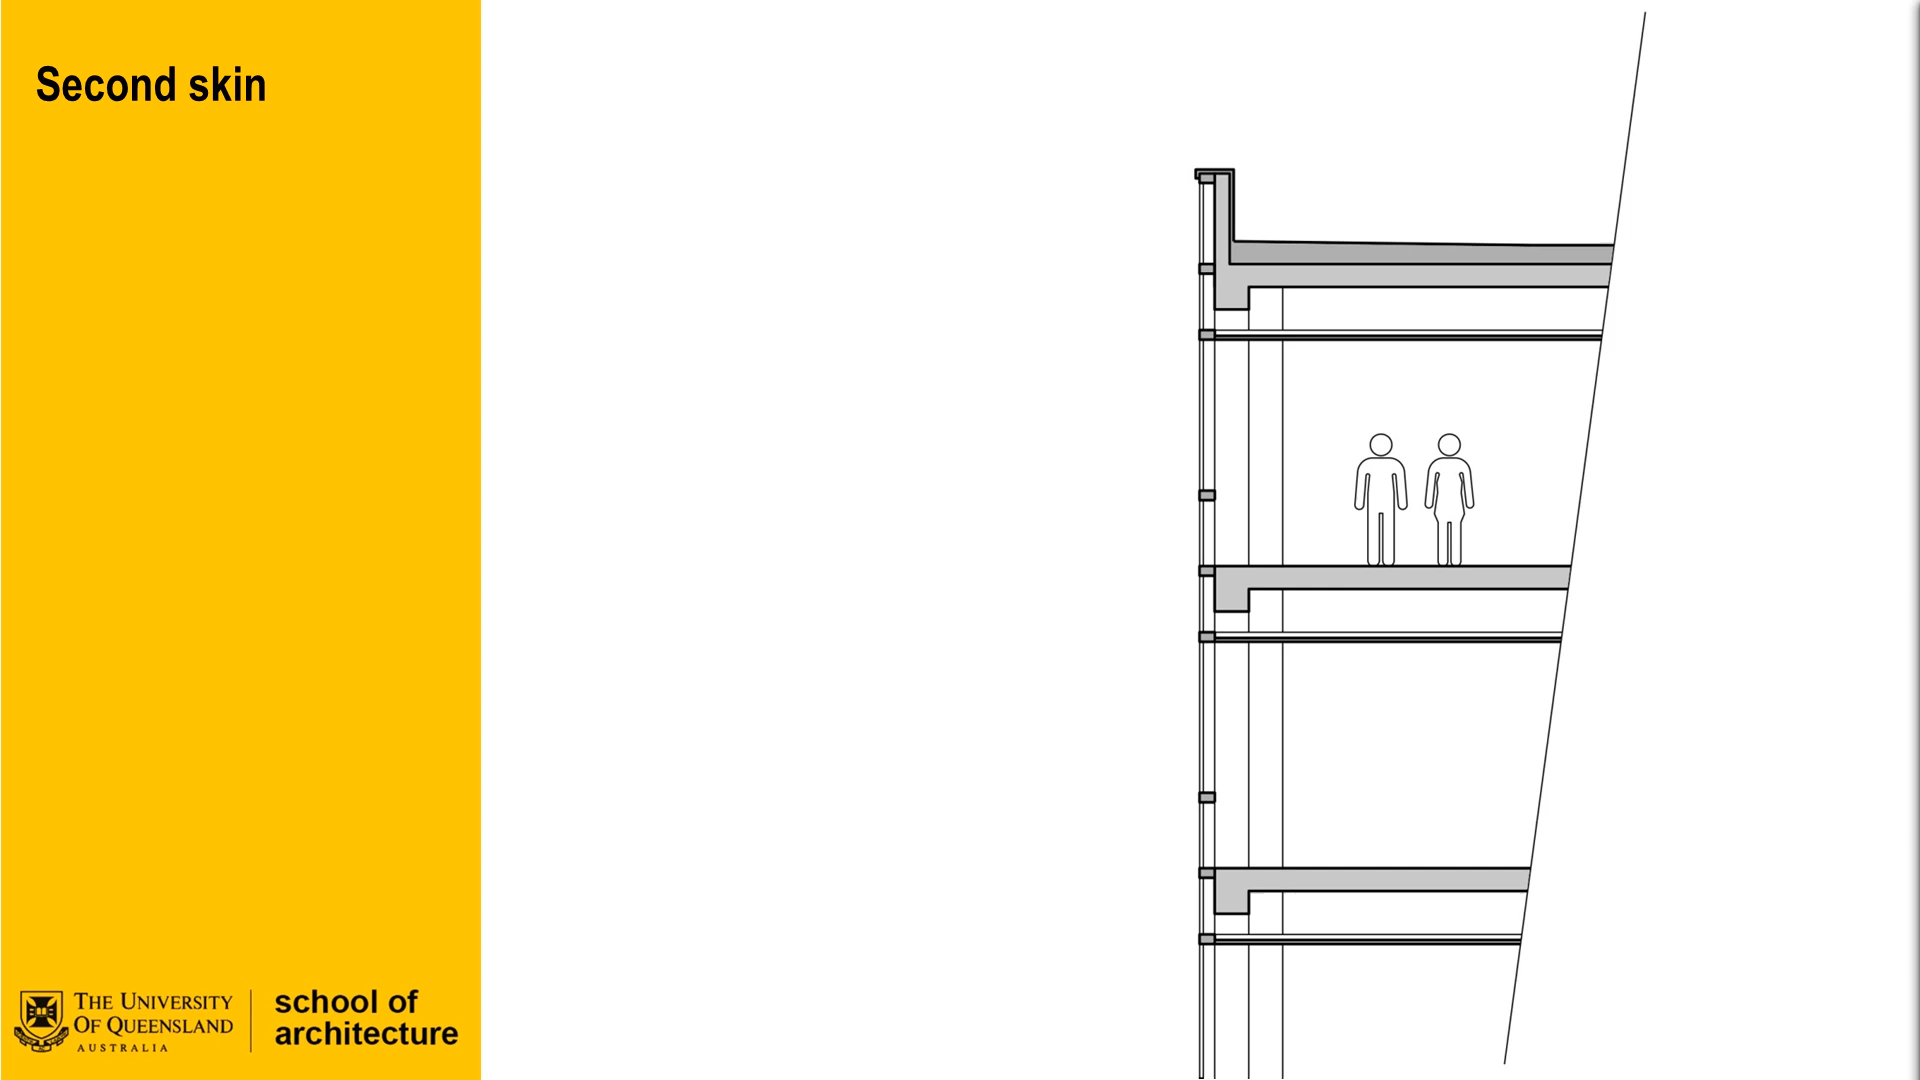 Second skin
THE UNIVERSITY
OF QUEENSLAND
AUSTRALIA
school of
architecture